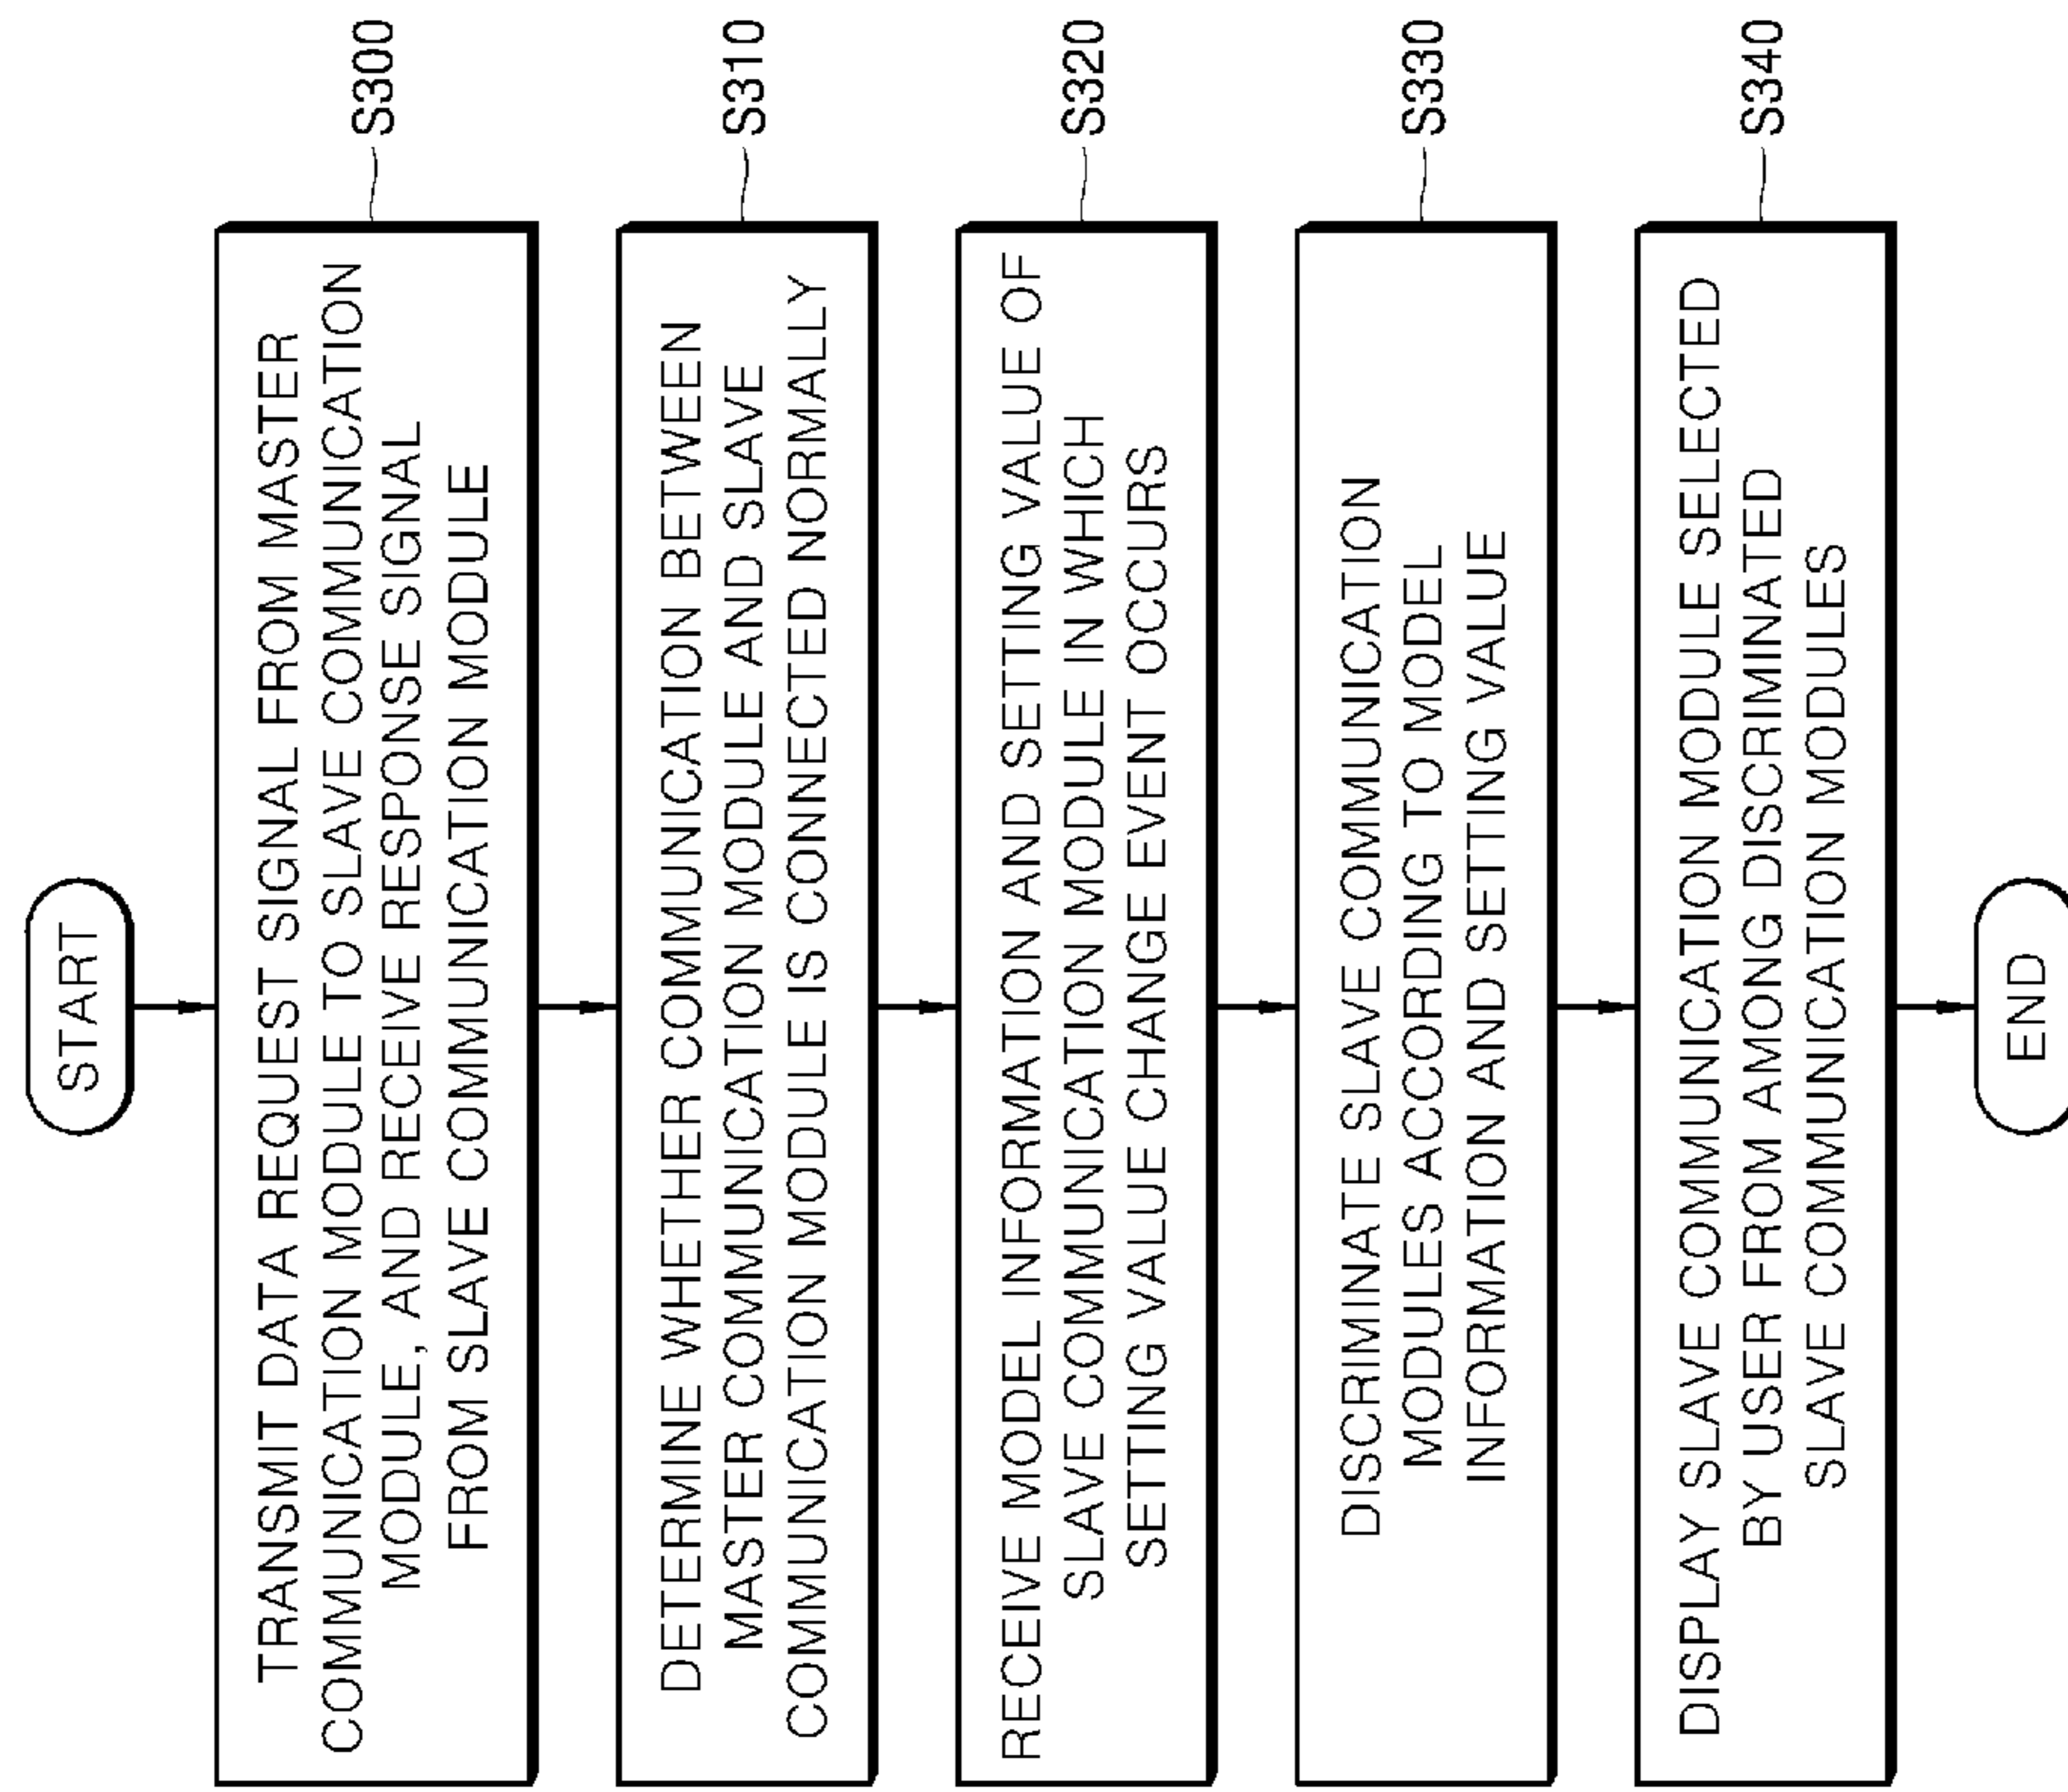 START
TRANSMIT DATA REQUEST SIGNAL FROM MASTER
COMMUNICATION MODULE TO SLAVE COMMUNICATION
MODULE, AND RECEIVE RESPONSE SIGNAL
FROM SLAVE COMMUNICATION MODULE
S300
DETERMINE WHETHER COMMUNICATION BETWEEN
MASTER COMMUNICATION MODULE AND SLAVE
COMMUNICATION MODULE IS CONNECTED NORMALLY
S310
RECEIVE MODEL INFORMATION AND SETTING VALUE OF
SLAVE COMMUNICATION MODULE IN WHICH
SETTING VALUE CHANGE EVENT OCCURS
S320
DISCRIMINATE SLAVE COMMUNICATION
MODULES ACCORDING TO MODEL
INFORMATION AND SETTING VALUE
S330
DISPLAY SLAVE COMMUNICATION MODULE SELECTED
BY USER FROM AMONG DISCRIMINATED
SLAVE COMMUNICATION MODULES
S340
END